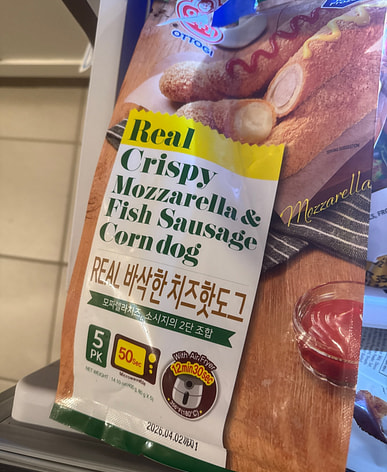 OTTOGI
Real
Crispy
Mozzarella &
Fish Sausage
Corndog
Mozzarella
REAL 바삭한 치즈핫도그
모짜렐라치즈, 소시지의 2단 조합
5
PK
50sec
Microwave
With Air Fryer
12min30sec
(180℃)
2026.04.02까지